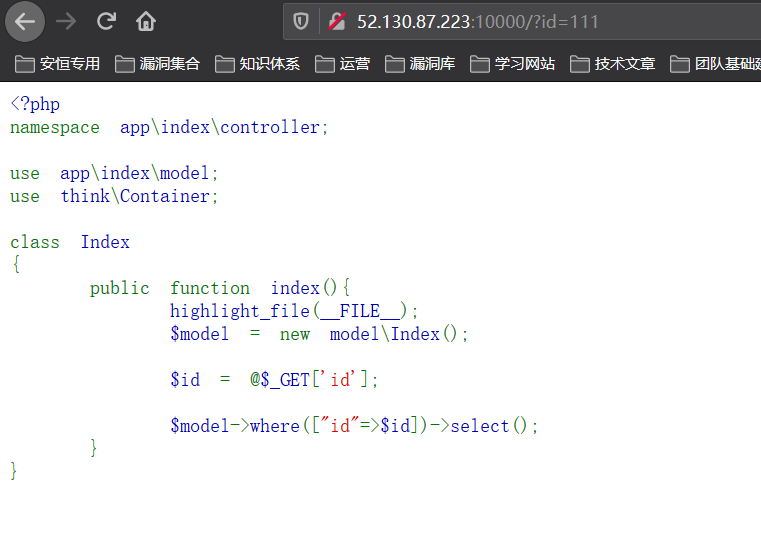 52.130.87.223:10000/?id=111
安恒专用 漏洞集合 知识体系 运营 漏洞库 学习网站 技术文章 团队基础建
<?php
namespace app\index\controller;
use app\index\model;
use think\Container;
class Index
{
public function index(){
highlight_file(__FILE__);
$model = new model\Index();
$id = @$_GET['id'];
$model->where(["id"=>$id])->select();
}
}